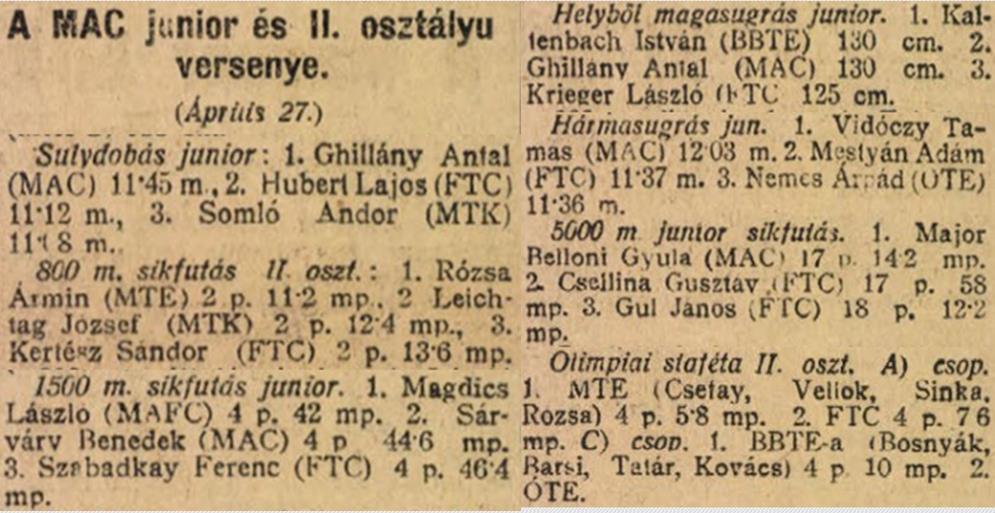 A MAC junior és II. osztályu
versenye.
(Április 27.)
Sulydobás junior: 1. Ghillány Antal
(MAC) 11·45 m., 2. Hubert Lajos (FTC)
11·12 m., 3. Somló Andor (MTK)
m.
800 m. síkfutás II. oszt.: 1. Rózsa
Ármin (MTE) 2 p. 11·2 mp., 2 Leich-
tag József (MTK) 2 p. 12·4 mp., 3.
Kertész Sándor (FTC) 2 p. 13·6 mp.
1500 m. síkfutás junior. 1. Magdics
László (MAFC) 4 p. 42 mp. 2. Sár-
váry Benedek (MAC) 4 p 44·6 mp.
3. Szabadkay Ferenc (FTC) 4 p. 46·4
mp.
Helyből magasugrás junior. 1. Kal-
tenbach István (BBTE) 130 cm. 2.
Ghillány Antal (MAC) 130 cm. 3.
Krieger László (FTC 125 cm.
Hármasugrás jun. 1. Vidóczy Ta-
mas (MAC) 12·03 m. 2. Mestyán Ádám
(FTC) 11·37 m. 3. Nemes Árpád (OTE)
11·36 m.
5000 m junior síkfutás. 1. Major
Belloni Gyula (MAC) 17 p. 14·2 mp.
2. Csellina Gusztáv (FTC) 17 p. 58
mp. 3. Gul János (FTC) 18 p. 12·2
mp.
Olimpiai staféta II. oszt. A) csop.
1. MTE (Csefay, Vellok, Sinka,
Rozsa) 4 p. 5·8 mp. 2. FTC 4 p. 7 6
mp. C) csop. 1. BBTE-a (Bosnyák,
Barsi, Tatár, Kovács) 4 p. 10 mp. 2.
ÓTE.